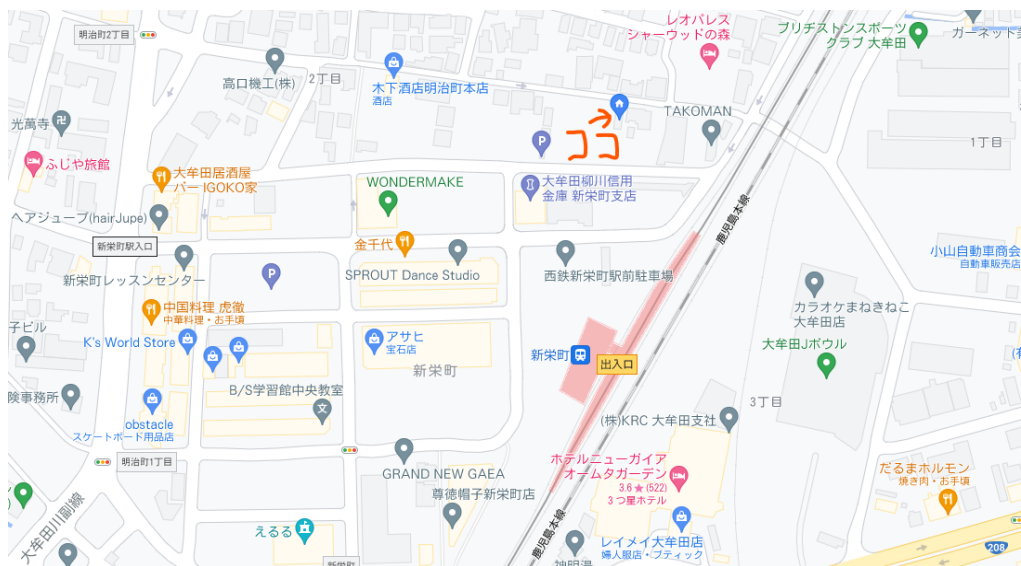 レオパレス
シャーウッドの森
ブリヂストンスポーツ
クラブ 大牟田
明治町2丁目
高口機工(株)
2丁目
木下酒店明治町本店
酒店
TAKOMAN
光萬寺
ココ
P
1丁目
ふじや旅館
大牟田居酒屋
バー IGOKO家
WONDERMAKE
大牟田柳川信用
金庫 新栄町支店
ヘアジューブ(hairJupe)
新栄町駅入口
金千代
鹿児島本線
新栄町レッスンセンター
P
SPROUT Dance Studio
西鉄新栄町駅前駐車場
小山自動車商会
自動車販売店
カラオケまねきねこ
大牟田店
中国料理 虎徹
中華料理・お手頃
子ビル
K's World Store
アサヒ
宝石店
新栄町
出入口
大牟田Jボウル
新栄町
B/S学習館中央教室
険事務所
3丁目
obstacle
スケートボード用品店
(株)KRC 大牟田支社
明治町1丁目
GRAND NEW GAEA
ホテルニューガイア
オームタガーデン
3.6★(522)
3 つ星ホテル
だるまホルモン
焼き肉・お手頃
尊徳帽子新栄町店
大牟田川副線
えるる
鹿児島本線
レイメイ大牟田店
婦人服店・ブティック
208
新栄町